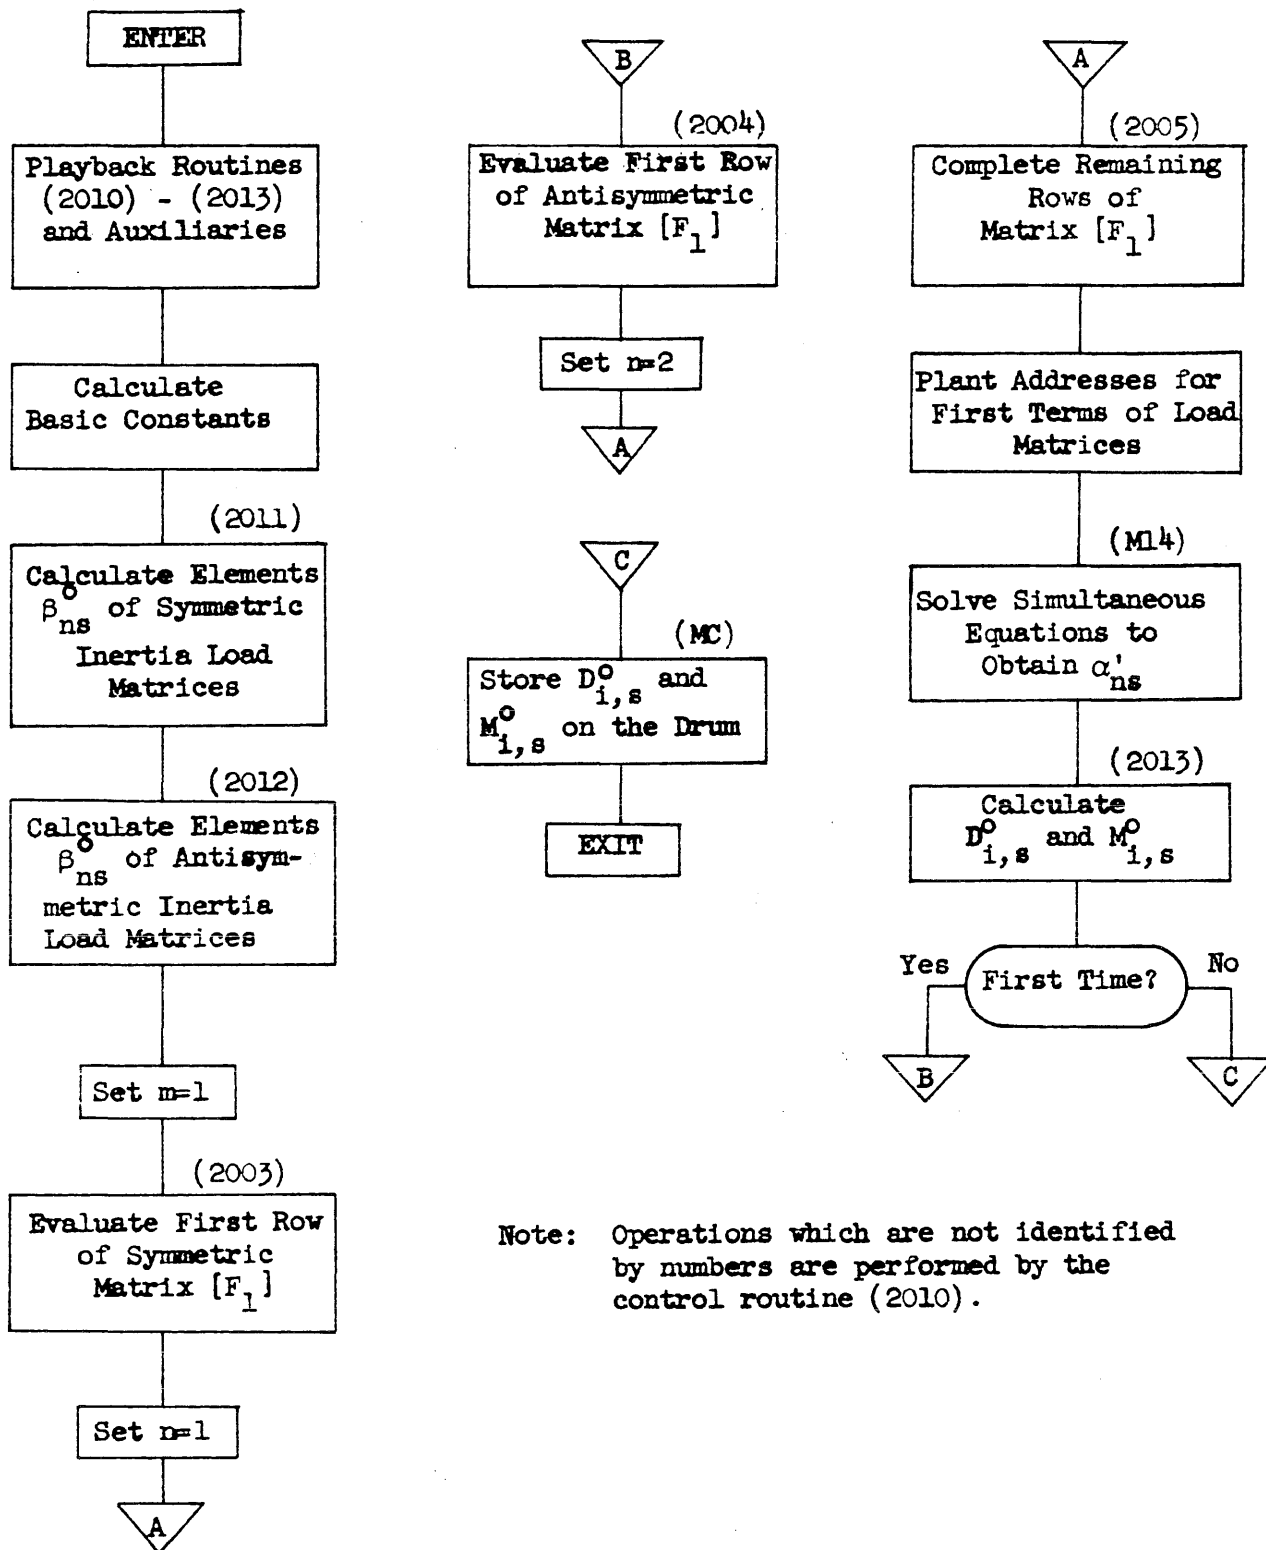 ENTER
Playback Routines
(2010) - (2013)
and Auxiliaries
Calculate
Basic Constants
(2011)
Calculate Elements
β°ns of Symmetric
Inertia Load
Matrices
(2012)
Calculate Elements
β°ns of Antisym-
metric Inertia
Load Matrices
Set m=1
(2003)
Evaluate First Row
of Symmetric
Matrix [F1]
Set n=1
A
B
(2004)
Evaluate First Row
of Antisymmetric
Matrix [F1]
Set n=2
A
C
(MC)
Store D°i,s and
M°i,s on the Drum
EXIT
A
(2005)
Complete Remaining
Rows of
Matrix [F1]
Plant Addresses for
First Terms of Load
Matrices
(M14)
Solve Simultaneous
Equations to
Obtain α'ns
(2013)
Calculate
D°i,s and M°i,s
First Time?
Yes
No
B
C
Note: Operations which are not identified
by numbers are performed by the
control routine (2010).